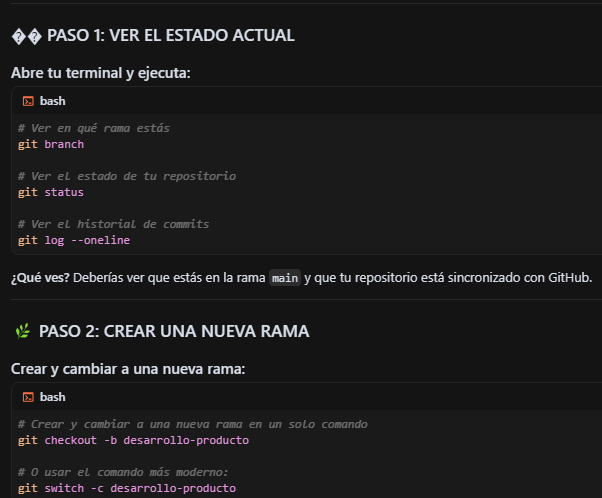 PASO 1: VER EL ESTADO ACTUAL
Abre tu terminal y ejecuta:
bash
# Ver en qué rama estás
git branch
# Ver el estado de tu repositorio
git status
# Ver el historial de commits
git log --oneline
¿Qué ves? Deberías ver que estás en la rama main y que tu repositorio está sincronizado con GitHub.
PASO 2: CREAR UNA NUEVA RAMA
Crear y cambiar a una nueva rama:
bash
# Crear y cambiar a una nueva rama en un solo comando
git checkout -b desarrollo-producto
# O usar el comando más moderno:
git switch -c desarrollo-producto